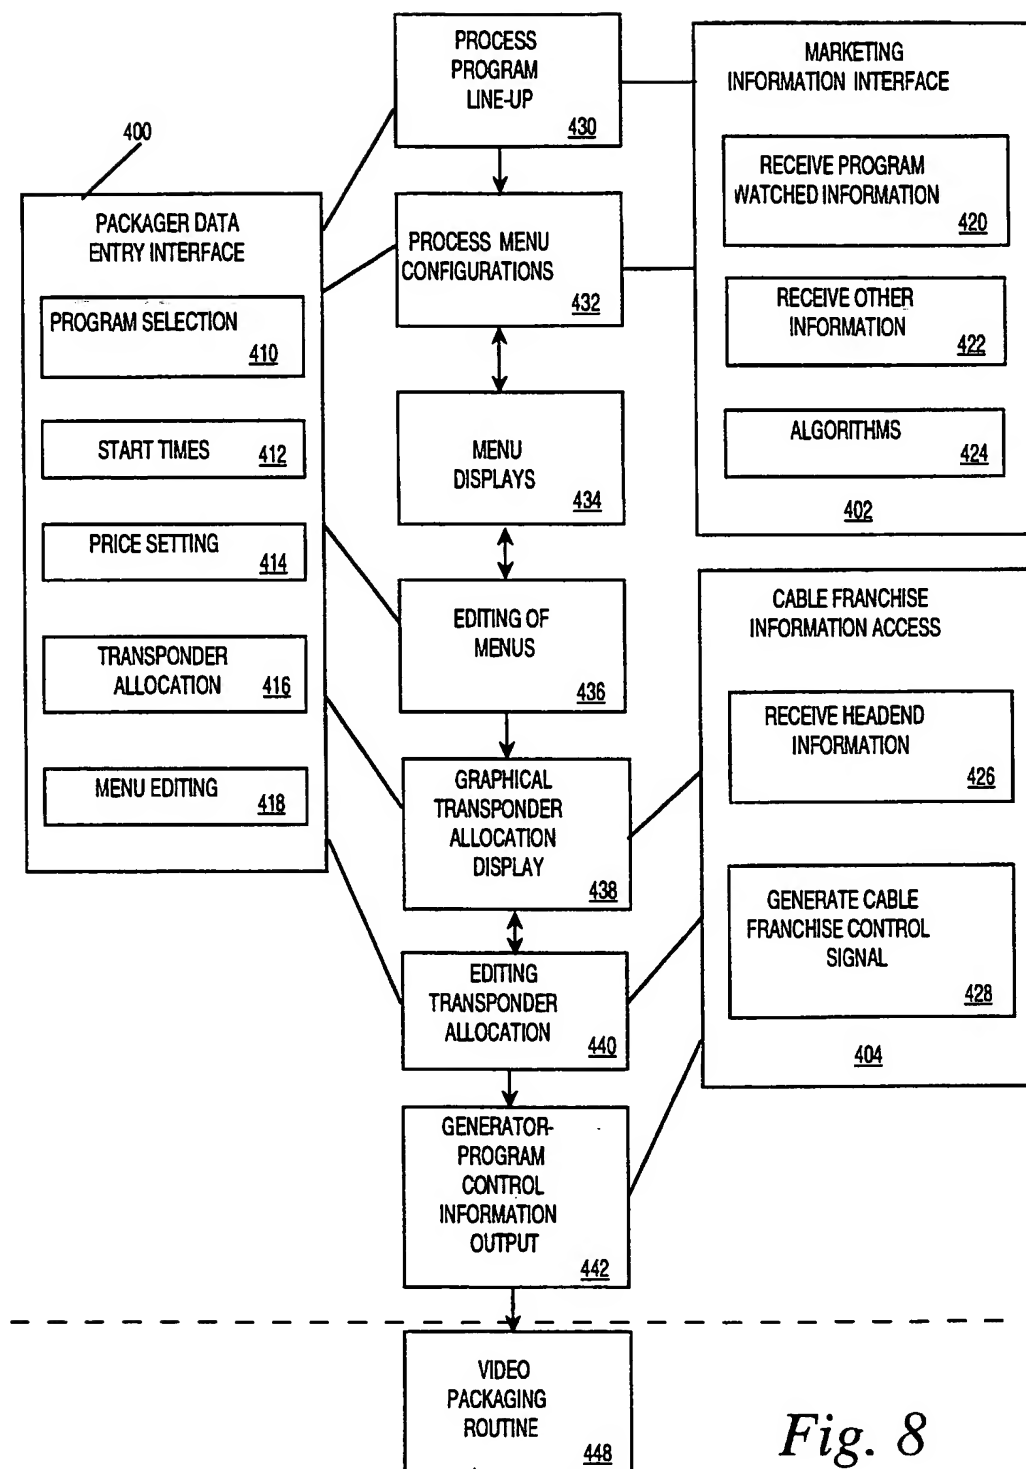 400
PACKAGER DATA
ENTRY INTERFACE
PROGRAM SELECTION
410
START TIMES
412
PRICE SETTING
414
TRANSPONDER
ALLOCATION
416
MENU EDITING
418
PROCESS
PROGRAM
LINE-UP
430
PROCESS MENU
CONFIGURATIONS
432
MENU
DISPLAYS
434
EDITING OF
MENUS
436
GRAPHICAL
TRANSPONDER
ALLOCATION
DISPLAY
438
EDITING
TRANSPONDER
ALLOCATION
440
GENERATOR-
PROGRAM
CONTROL
INFORMATION
OUTPUT
442
VIDEO
PACKAGING
ROUTINE
448
MARKETING
INFORMATION INTERFACE
RECEIVE PROGRAM
WATCHED INFORMATION
420
RECEIVE OTHER
INFORMATION
422
ALGORITHMS
424
402
CABLE FRANCHISE
INFORMATION ACCESS
RECEIVE HEADEND
INFORMATION
426
GENERATE CABLE
FRANCHISE CONTROL
SIGNAL
428
404
Fig. 8